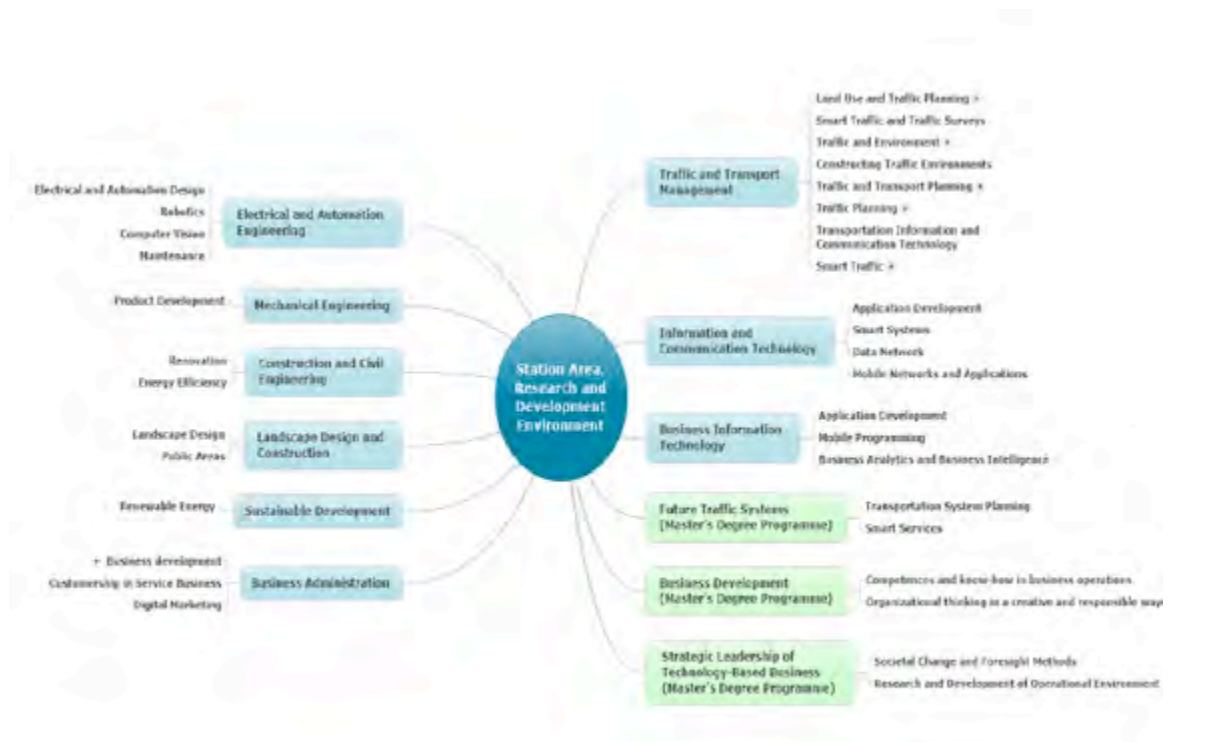 Station Area,
Research and
Development
Environment
Electrical and Automation
Engineering
Electrical and Automation Design
Robotics
Computer Vision
Maintenance
Mechanical Engineering
Product Development
Construction and Civil
Engineering
Renovation
Energy Efficiency
Landscape Design and
Construction
Landscape Design
Public Areas
Sustainable Development
Renewable Energy
Business Administration
+ Business development
Customership in Service Business
Digital Marketing
Traffic and Transport
Management
Land Use and Traffic Planning +
Smart Traffic and Traffic Surveys
Traffic and Environment +
Constructing Traffic Environments
Traffic and Transport Planning +
Traffic Planning +
Transportation Information and
Communication Technology
Smart Traffic +
Information and
Communication Technology
Application Development
Smart Systems
Data Network
Mobile Networks and Applications
Business Information
Technology
Application Development
Mobile Programming
Business Analytics and Business Intelligence
Future Traffic Systems
(Master's Degree Programme)
Transportation System Planning
Smart Services
Business Development
(Master's Degree Programme)
Competences and know-how in business operations
Organizational thinking in a creative and responsible way
Strategic Leadership of
Technology-Based Business
(Master's Degree Programme)
Societal Change and Foresight Methods
Research and Development of Operational Environment